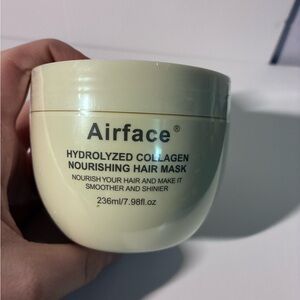 Airface®
HYDROLYZED COLLAGEN
NOURISHING HAIR MASK
NOURISH YOUR HAIR AND MAKE IT
SMOOTHER AND SHINIER
236ml/7.98fl.oz